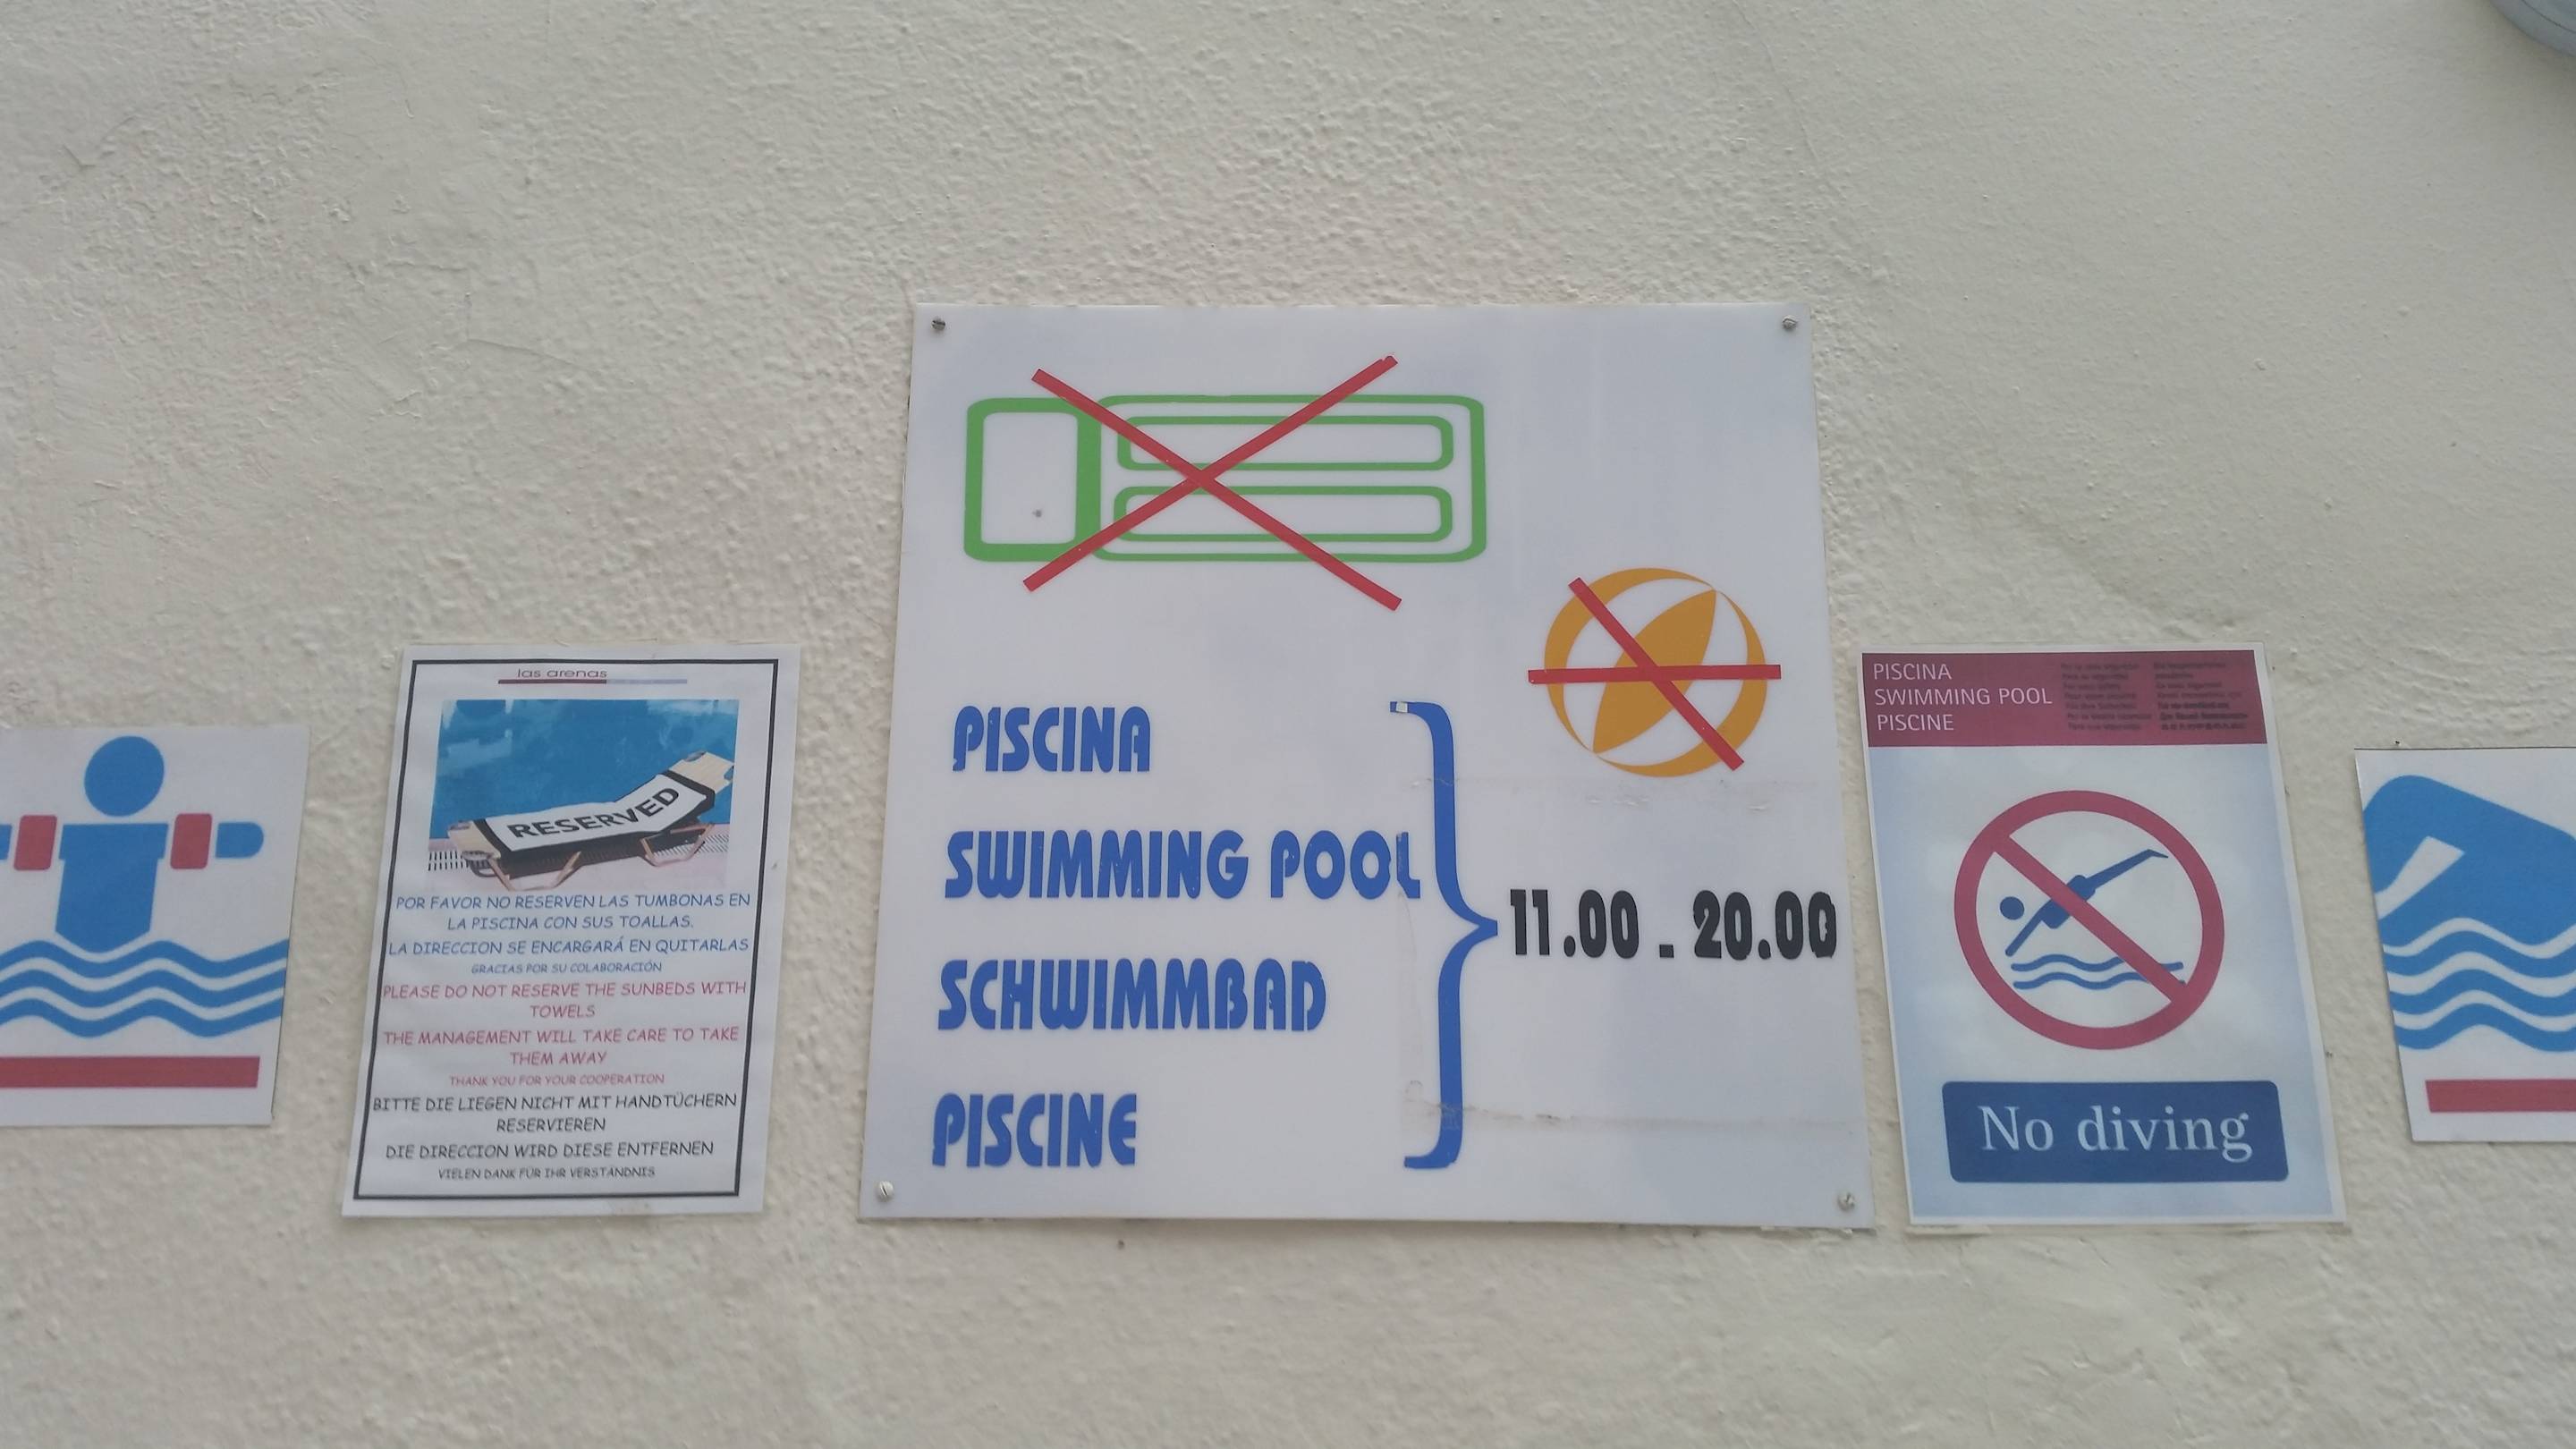 las arenas
RESERVED
POR FAVOR NO RESERVEN LAS TUMBONAS EN
LA PISCINA CON SUS TOALLAS.
LA DIRECCION SE ENCARGARÁ EN QUITARLAS
GRACIAS POR SU COLABORACIÓN
PLEASE DO NOT RESERVE THE SUNBEDS WITH
TOWELS
THE MANAGEMENT WILL TAKE CARE TO TAKE
THEM AWAY
THANK YOU FOR YOUR COOPERATION
BITTE DIE LIEGEN NICHT MIT HANDTÜCHERN
RESERVIEREN
DIE DIRECCION WIRD DIESE ENTFERNEN
VIELEN DANK FÜR IHR VERSTÄNDNIS
PISCINA
SWIMMING POOL
SCHWIMMBAD
PISCINE
11.00 . 20.00
PISCINA
SWIMMING POOL
PISCINE
No diving